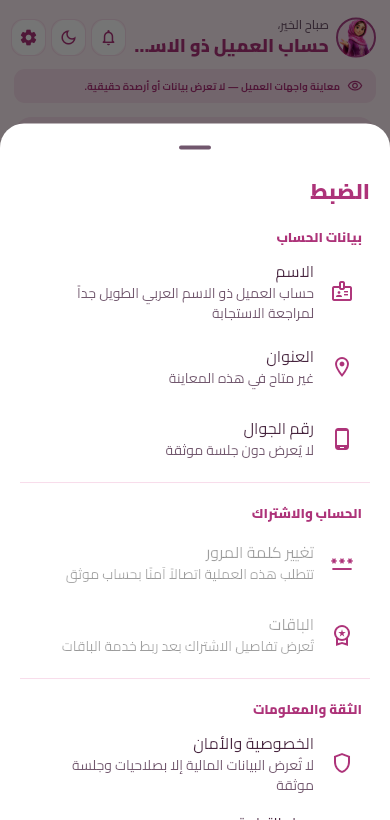 صباح الخير،
حساب العميل ذو الاسـ...
معاينة واجهات العميل — لا تعرض بيانات أو أرصدة حقيقية.
الضبط
بيانات الحساب
الاسم
حساب العميل ذو الاسم العربي الطويل جداً
لمراجعة الاستجابة
العنوان
غير متاح في هذه المعاينة
رقم الجوال
لا يُعرض دون جلسة موثقة
الحساب والاشتراك
تغيير كلمة المرور
تتطلب هذه العملية اتصالاً آمنًا بحساب موثق
الباقات
تُعرض تفاصيل الاشتراك بعد ربط خدمة الباقات
الثقة والمعلومات
الخصوصية والأمان
لا تُعرض البيانات المالية إلا بصلاحيات وجلسة
موثقة